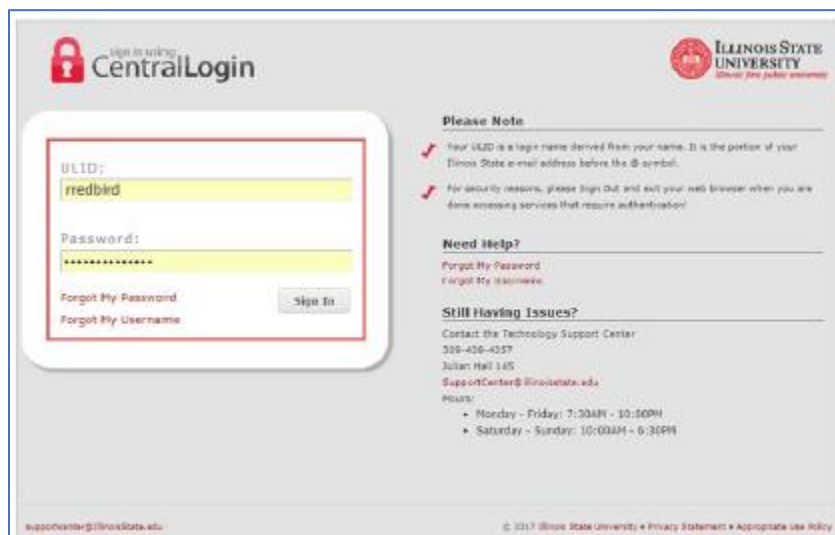 sign in using
CentralLogin
ILLINOIS STATE
UNIVERSITY
Illinois' first public university
ULID:
rredbird
Password:
••••••••••••••
Forgot My Password
Sign In
Forgot My Username
Please Note
Your ULID is a login name derived from your name. It is the portion of your
Illinois State e-mail address before the @ symbol.
For security reasons, please Sign Out and exit your web browser when you are
done accessing services that require authentication!
Need Help?
Forgot My Password
Forgot My Username
Still Having Issues?
Contact the Technology Support Center
309-438-4357
Julian Hall 145
SupportCenter@illinoisstate.edu
Hours:
• Monday - Friday: 7:30AM - 10:00PM
• Saturday - Sunday: 10:00AM - 6:30PM
supportcenter@IllinoisState.edu
© 2017 Illinois State University • Privacy Statement • Appropriate Use Policy